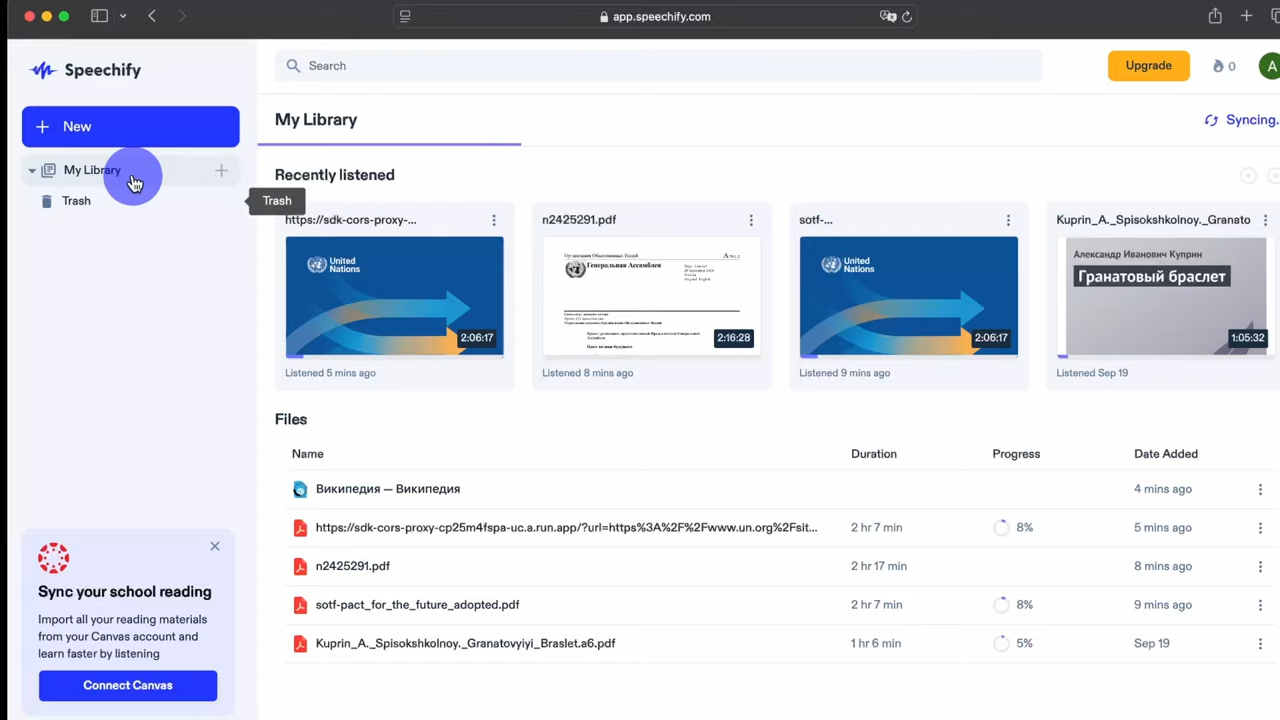 app.speechify.com
Speechify
Search
Upgrade
0
A
New
My Library
Trash
Trash
My Library
Syncing.
Recently listened
https://sdk-cors-proxy-...
United
Nations
2:06:17
Listened 5 mins ago
n2425291.pdf
Организация Объединенных Наций
Генеральная Ассамблея
2:16:28
Listened 8 mins ago
sotf-...
United
Nations
2:06:17
Listened 9 mins ago
Kuprin_A._Spisokshkolnoy._Granato
Александр Иванович Куприн
Гранатовый браслет
1:05:32
Listened Sep 19
Files
Name
Duration
Progress
Date Added
Википедия — Википедия
4 mins ago
https://sdk-cors-proxy-cp25m4fspa-uc.a.run.app/?url=https%3A%2F%2Fwww.un.org%2Fsit...
2 hr 7 min
8%
5 mins ago
n2425291.pdf
2 hr 17 min
8 mins ago
sotf-pact_for_the_future_adopted.pdf
2 hr 7 min
8%
9 mins ago
Kuprin_A._Spisokshkolnoy._Granatovyiyi_Braslet.a6.pdf
1 hr 6 min
5%
Sep 19
Sync your school reading
Import all your reading materials
from your Canvas account and
learn faster by listening
Connect Canvas